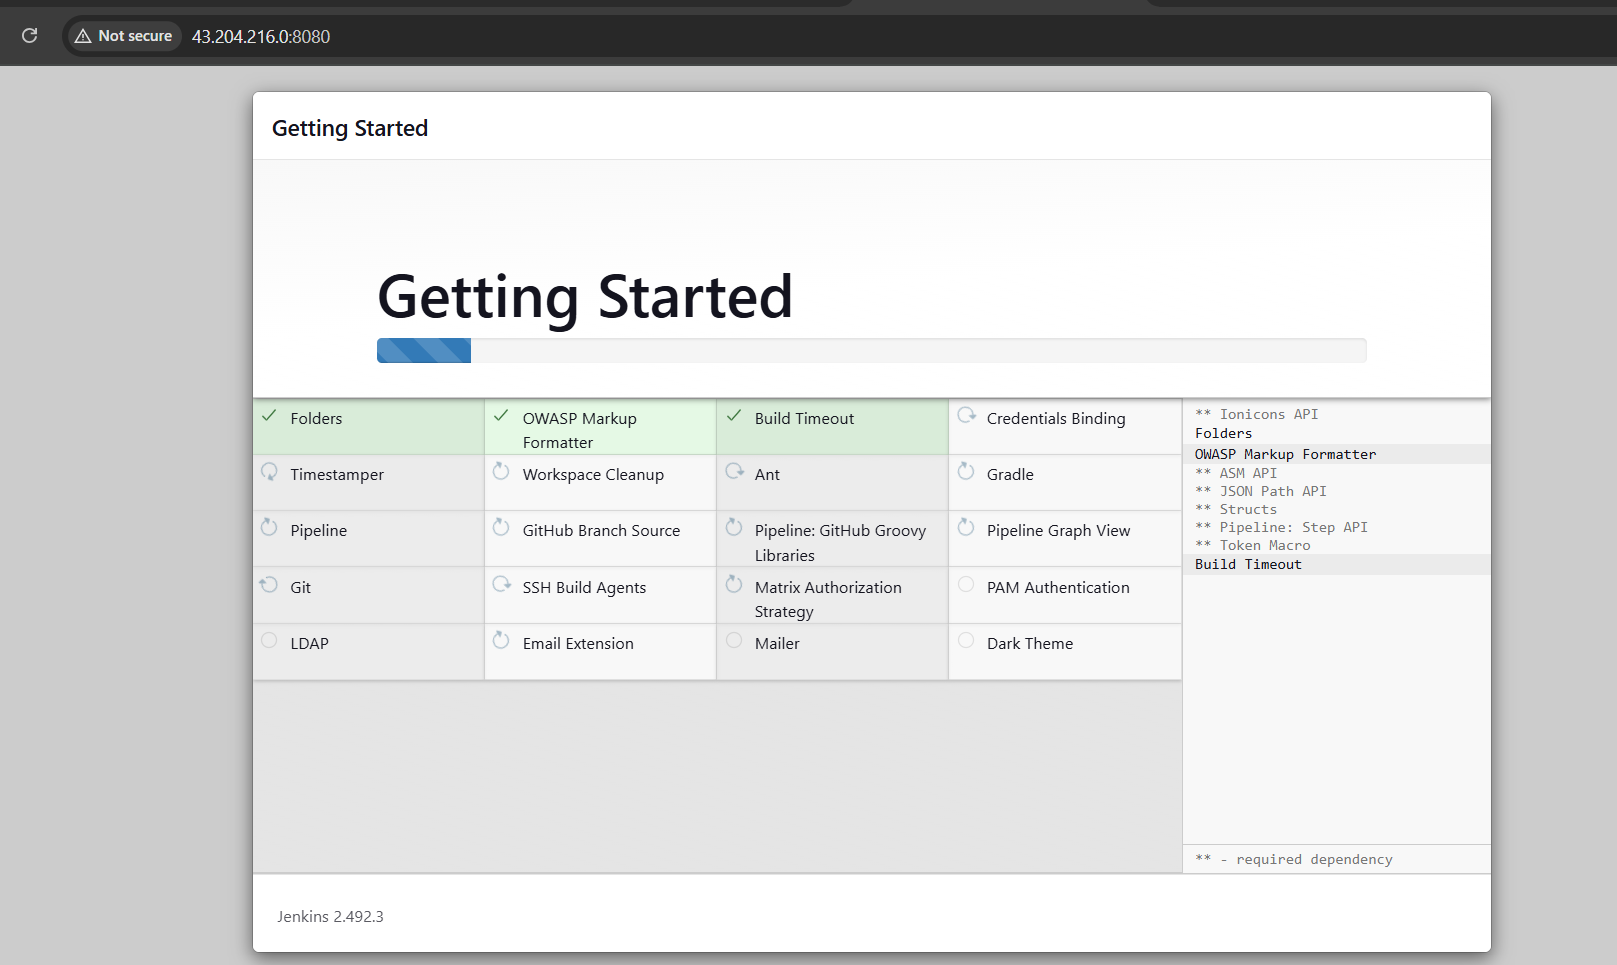 Not secure 43.204.216.0:8080
Getting Started
Getting Started
Folders
OWASP Markup
Formatter
Build Timeout
Credentials Binding
Timestamper
Workspace Cleanup
Ant
Gradle
Pipeline
GitHub Branch Source
Pipeline: GitHub Groovy
Libraries
Pipeline Graph View
Git
SSH Build Agents
Matrix Authorization
Strategy
PAM Authentication
LDAP
Email Extension
Mailer
Dark Theme
** Ionicons API
Folders
OWASP Markup Formatter
** ASM API
** JSON Path API
** Structs
** Pipeline: Step API
** Token Macro
Build Timeout
** - required dependency
Jenkins 2.492.3